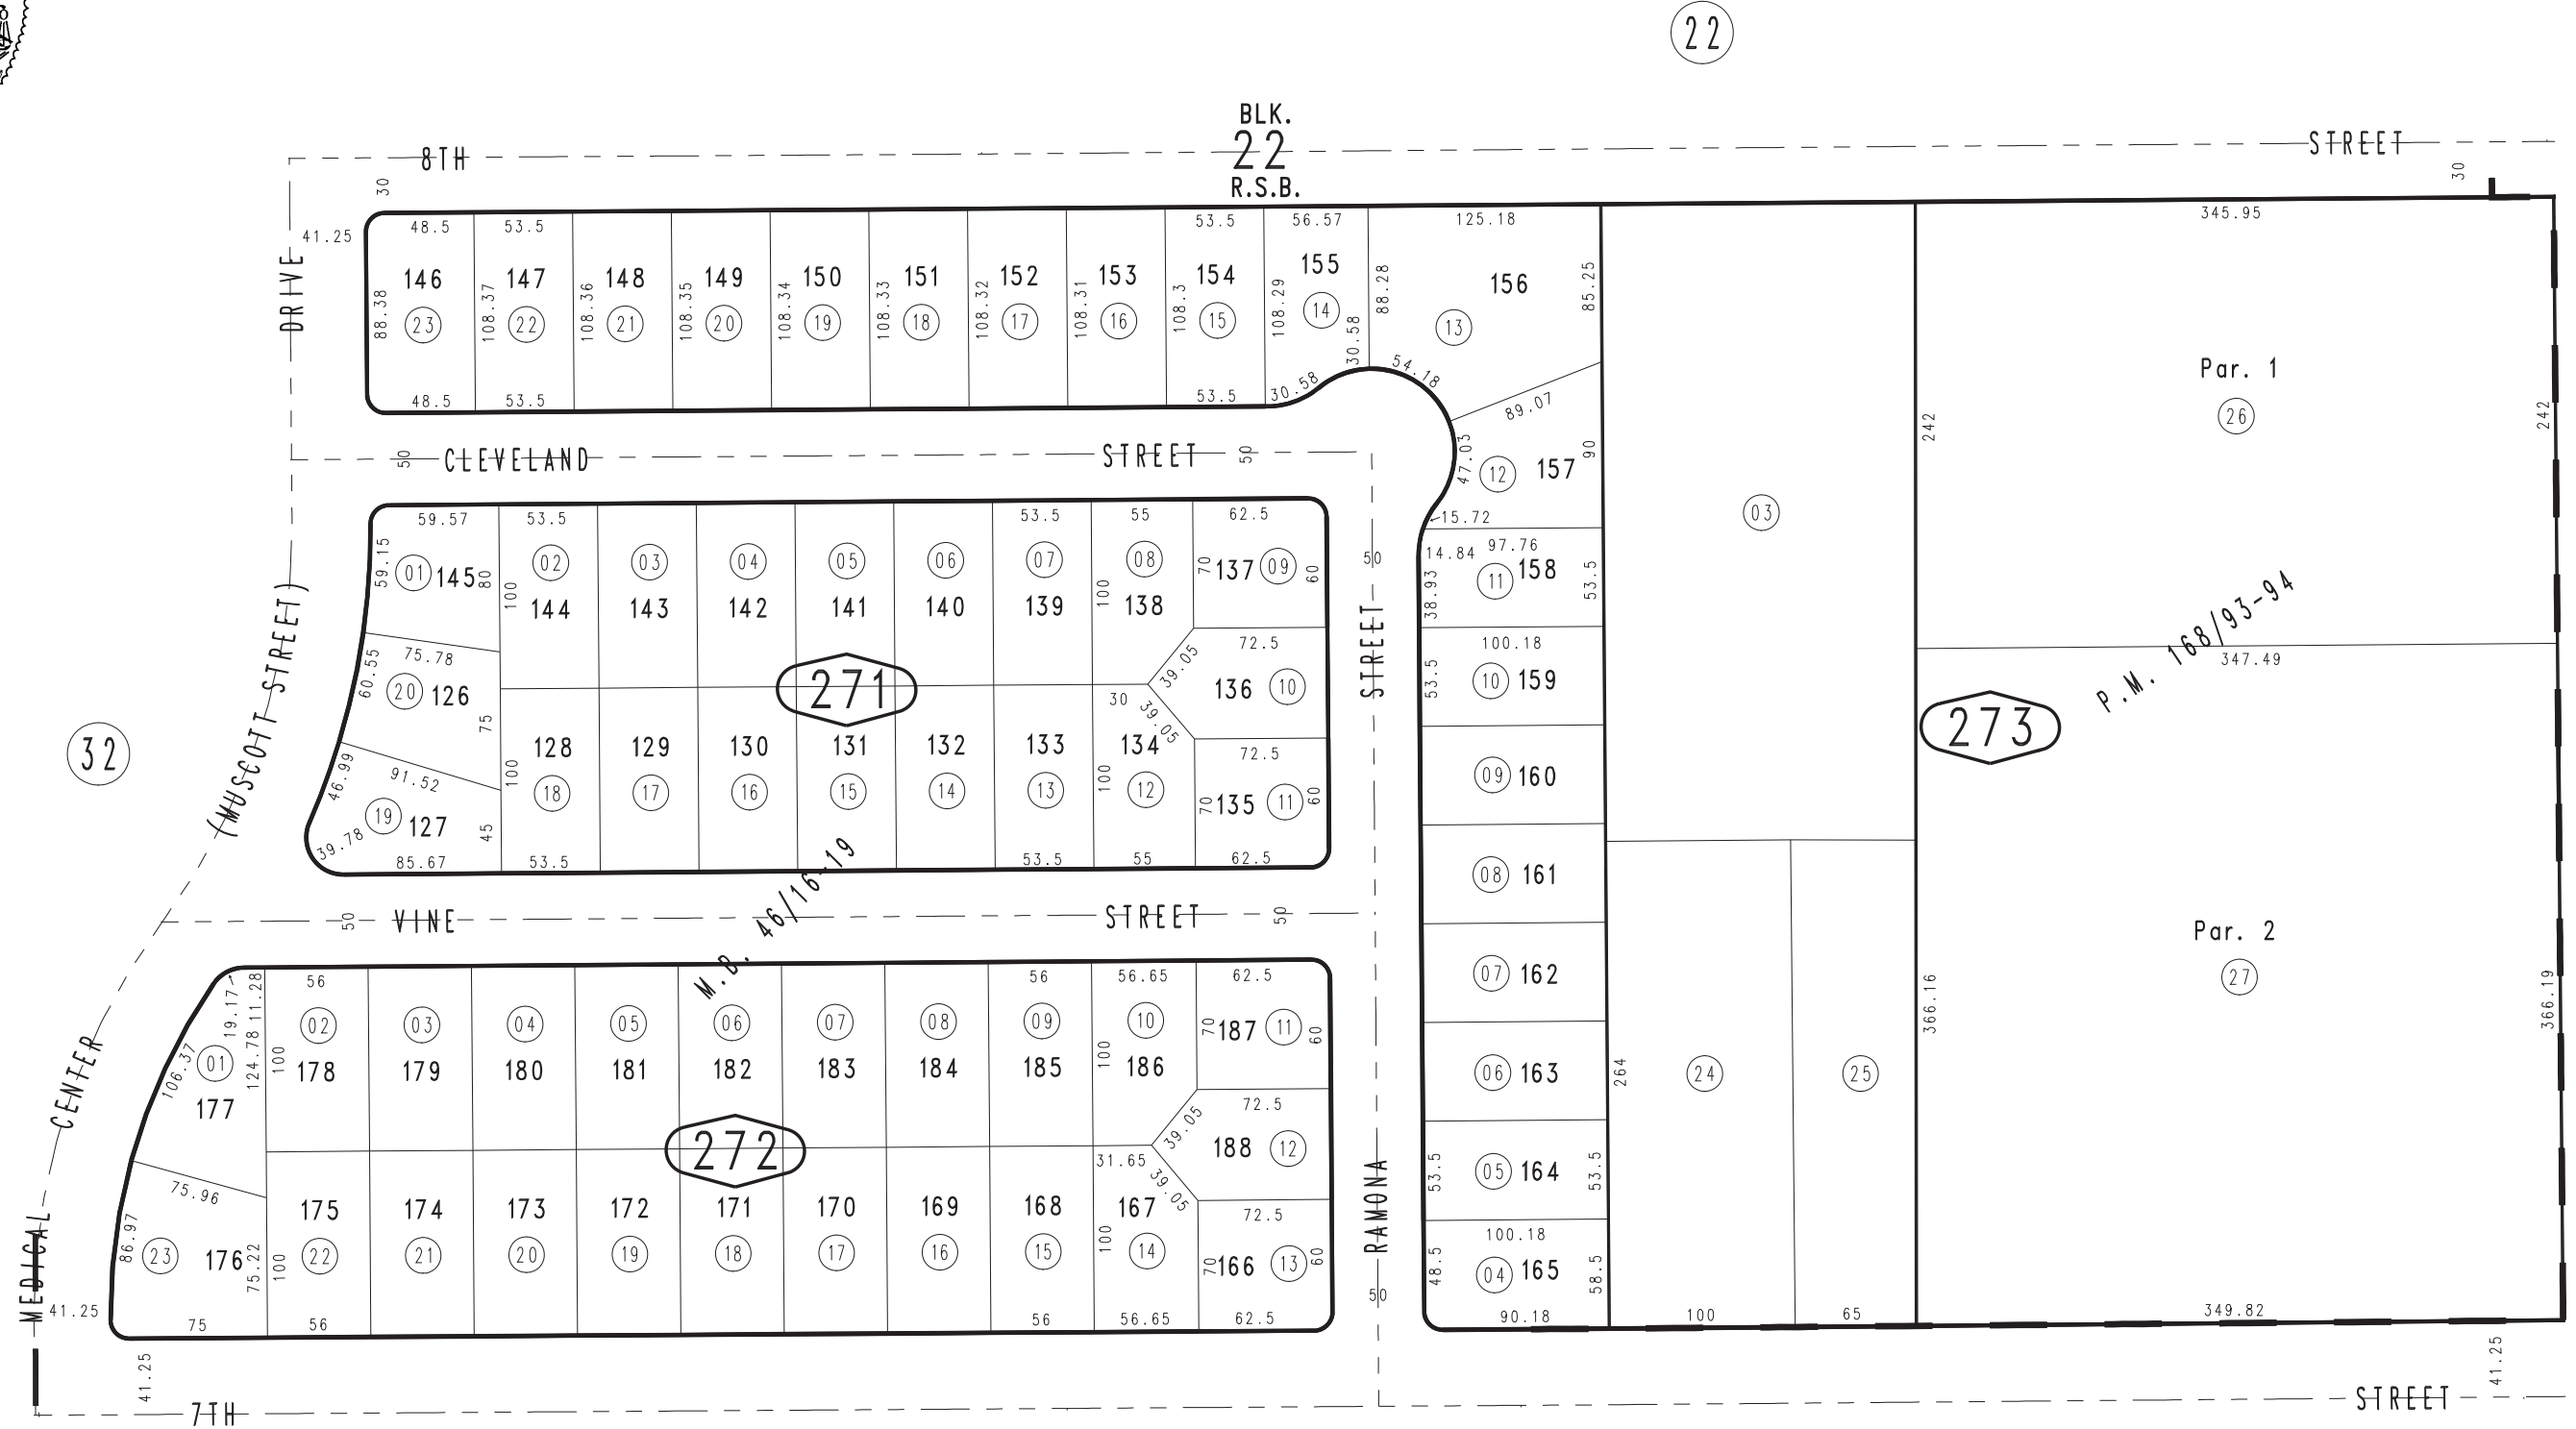 22
BLK.
22
R.S.B.
8TH STREET
30 30
41.25
DRIVE
48.5 53.5 53.5 56.57 125.18 345.95
146 147 148 149 150 151 152 153 154 155 156
23 22 21 20 19 18 17 16 15 14 13
88.38 108.37 108.36 108.35 108.34 108.33 108.32 108.31 108.3 108.29 30.58 88.28 85.25
48.5 53.5 53.5 30.58 54.18
89.07
47.03 12 157 90
15.72
Par. 1
26
242 242
03
50 CLEVELAND STREET 50
59.57 53.5 53.5 55 62.5
59.15 01 145 80
100 02 03 04 05 06 07 100 08 70 137 09 60
144 143 142 141 140 139 138
75.78 39.05 72.5
60.55 20 126 75
271
136 10
30 39.05
72.5
91.52
46.99 19 127 45
39.78
85.67
100 128 129 130 131 132 133 100 134 70 135 11 60
18 17 16 15 14 13 12
53.5 53.5 55 62.5
(MUSCOTT STREET)
32
50
STREET
14.84 97.76
38.93 11 158 53.5
100.18
53.5 10 159
09 160
08 161
07 162
06 163
53.5 05 164 53.5
100.18
48.5 04 165 58.5
90.18
P.M. 168/93-94
347.49
273
Par. 2
27
366.16 366.19
264 24 25
100 65 349.82
M.B. 46/16-19
50 VINE STREET 50
56 56 56.65 62.5
19.17 11.28
106.37 01 124.78
177
100 02 03 04 05 06 07 08 09 100 10 70 187 11 60
178 179 180 181 182 183 184 185 186
39.05 72.5
272
188 12
31.65 39.05
72.5
75.96
86.97 23 176 75.22
100 175 174 173 172 171 170 169 168 100 167 70 166 13 60
22 21 20 19 18 17 16 15 14
75 56 56 56.65 62.5
MEDICAL CENTER
41.25
RAMONA
50
41.25 41.25
7TH STREET